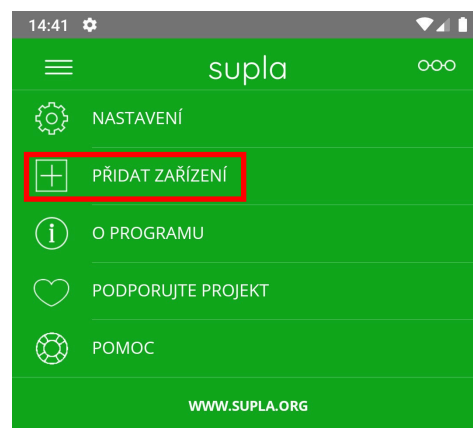 14:41
supla
NASTAVENÍ
PŘIDAT ZAŘÍZENÍ
O PROGRAMU
PODPORUJTE PROJEKT
POMOC
WWW.SUPLA.ORG